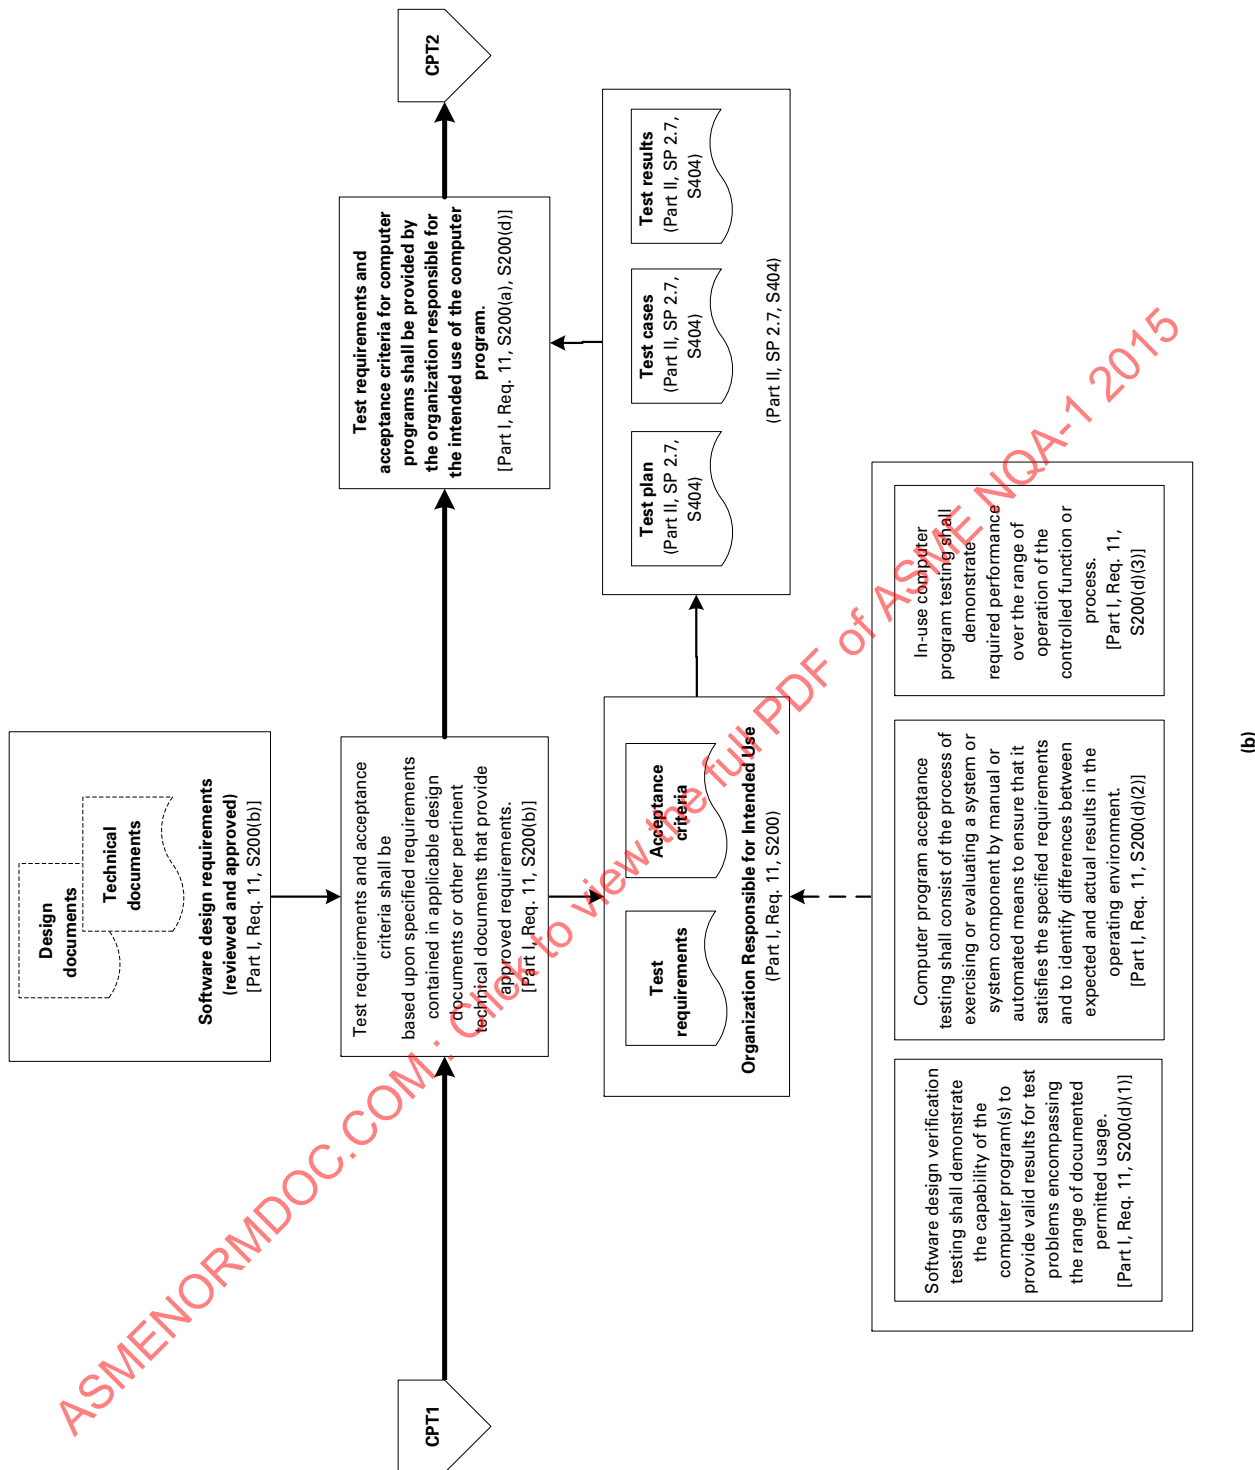 Design
documents
Technical
documents
Software design requirements
(reviewed and approved)
[Part I, Req. 11, S200(b)]
CPT1
Test requirements and acceptance
criteria shall be
based upon specified requirements
contained in applicable design
documents or other pertinent
technical documents that provide
approved requirements.
[Part I, Req. 11, S200(b)]
Test requirements and
acceptance criteria for computer
programs shall be provided by
the organization responsible for
the intended use of the computer
program.
[Part I, Req. 11, S200(a), S200(d)]
CPT2
Test
requirements
Acceptance
criteria
Organization Responsible for Intended Use
(Part I, Req. 11, S200)
Test plan
(Part II, SP 2.7,
S404)
Test cases
(Part II, SP 2.7,
S404)
Test results
(Part II, SP 2.7,
S404)
(Part II, SP 2.7, S404)
Software design verification
testing shall demonstrate
the capability of the
computer program(s) to
provide valid results for test
problems encompassing
the range of documented
permitted usage.
[Part I, Req. 11, S200(d)(1)]
Computer program acceptance
testing shall consist of the process of
exercising or evaluating a system or
system component by manual or
automated means to ensure that it
satisfies the specified requirements
and to identify differences between
expected and actual results in the
operating environment.
[Part I, Req. 11, S200(d)(2)]
In-use computer
program testing shall
demonstrate
required performance
over the range of
operation of the
controlled function or
process.
[Part I, Req. 11,
S200(d)(3)]
(b)
ASMENORMDOC.COM : Click to view the full PDF of ASME NQA-1 2015